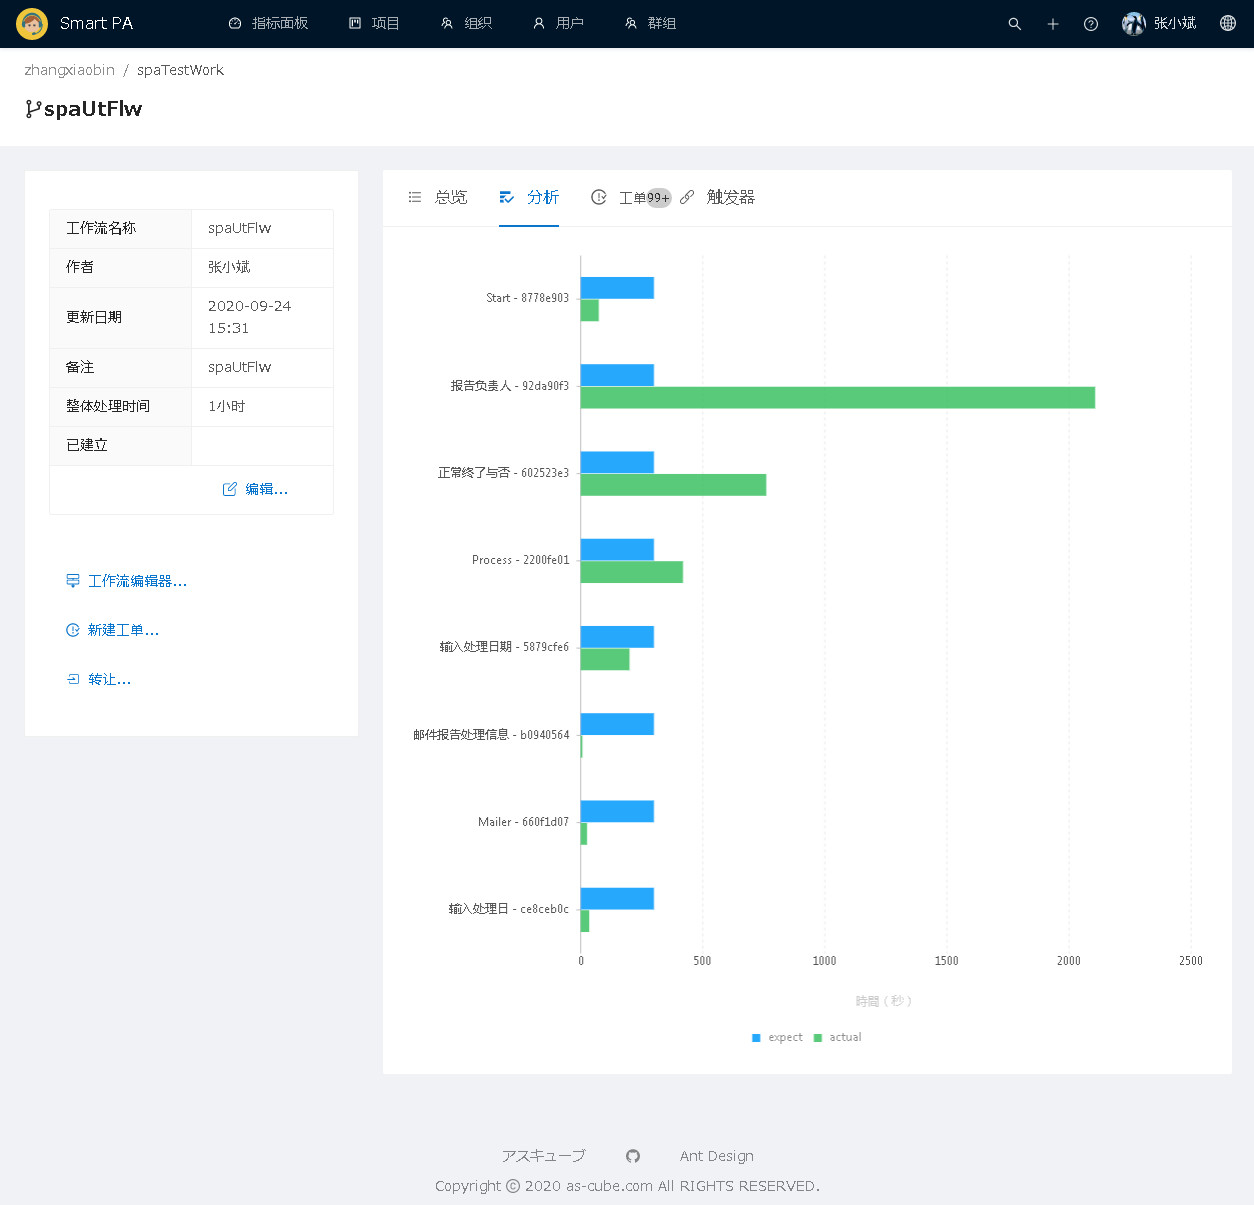 Smart PA 指标面板 项目 组织 用户 群组 张小斌
zhangxiaobin / spaTestWork
spaUtFlw
工作流名称 spaUtFlw
作者 张小斌
更新日期 2020-09-24 15:31
备注 spaUtFlw
整体处理时间 1小时
已建立
编辑...
工作流编辑器...
新建工单...
转让...
总览 分析 工单 99+ 触发器
Start - 8778e903
报告负责人 - 92da90f3
正常终了与否 - 602523e3
Process - 2200fe01
输入处理日期 - 5879cfe6
邮件报告处理信息 - b0940564
Mailer - 660f1d07
输入处理日 - ce8ceb0c
0 500 1000 1500 2000 2500
時間（秒）
expect actual
アスキューブ Ant Design
Copyright © 2020 as-cube.com All RIGHTS RESERVED.